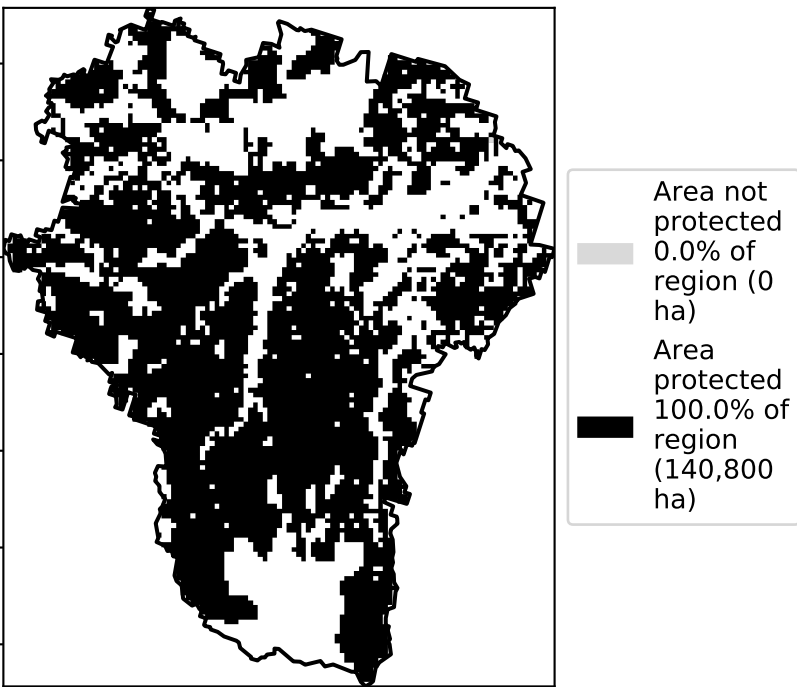 Area not
protected
0.0% of
region (0
ha)
Area
protected
100.0% of
region
(140,800
ha)